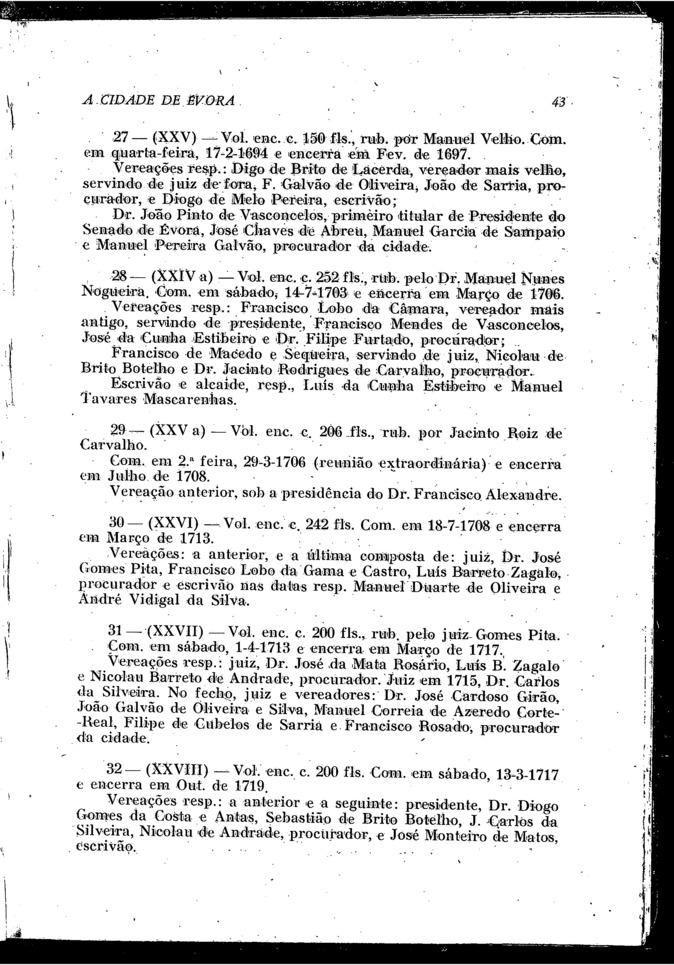 A CIDADE DE ÉVORA 43
27 — (XXV) — Vol. enc. c. 150 fls., rub. por Manuel Velho. Com.
em quarta-feira, 17-2-1694 e encerra em Fev. de 1697.
Vereações resp.: Digo de Brito de Lacerda, vereador mais velho,
servindo de juiz de fora, F. Galvão de Oliveira, João de Sarria, pro-
curador, e Diogo de Melo Pereira, escrivão;
Dr. João Pinto de Vasconcelos, primeiro titular de Presidente do
Senado de Évora, José Chaves de Abreu, Manuel Garcia de Sampaio
e Manuel Pereira Galvão, procurador da cidade.
28 — (XXIV a) — Vol. enc. c. 252 fls., rub. pelo Dr. Manuel Nunes
Nogueira. Com. em sábado, 14-7-1703 e encerra em Março de 1706.
Vereações resp.: Francisco Lobo da Câmara, vereador mais
antigo, servindo de presidente, Francisco Mendes de Vasconcelos,
José da Cunha Estibeiro e Dr. Filipe Furtado, procurador;
Francisco de Macedo e Sequeira, servindo de juiz, Nicolau de
Brito Botelho e Dr. Jacinto Rodrigues de Carvalho, procurador.
Escrivão e alcaide, resp., Luís da Cunha Estibeiro e Manuel
Tavares Mascarenhas.
29 — (XXV a) — Vol. enc. c. 206 fls., rub. por Jacinto Roiz de
Carvalho.
Com. em 2.ª feira, 29-3-1706 (reunião extraordinária) e encerra
em Julho de 1708.
Vereação anterior, sob a presidência do Dr. Francisco Alexandre.
30 — (XXVI) — Vol. enc. c. 242 fls. Com. em 18-7-1708 e encerra
em Março de 1713.
Vereações: a anterior, e a última composta de: juiz, Dr. José
Gomes Pita, Francisco Lobo da Gama e Castro, Luís Barreto Zagalo,
procurador e escrivão nas datas resp. Manuel Duarte de Oliveira e
André Vidigal da Silva.
31 — (XXVII) — Vol. enc. c. 200 fls., rub. pelo juiz Gomes Pita.
Com. em sábado, 1-4-1713 e encerra em Março de 1717.
Vereações resp.: juiz, Dr. José da Mata Rosário, Luís B. Zagalo
e Nicolau Barreto de Andrade, procurador. Juiz em 1715, Dr. Carlos
da Silveira. No fecho, juiz e vereadores: Dr. José Cardoso Girão,
João Galvão de Oliveira e Silva, Manuel Correia de Azeredo Corte-
-Real, Filipe de Cubelos de Sarria e Francisco Rosado, procurador
da cidade.
32 — (XXVIII) — Vol. enc. c. 200 fls. Com. em sábado, 13-3-1717
e encerra em Out. de 1719.
Vereações resp.: a anterior e a seguinte: presidente, Dr. Diogo
Gomes da Costa e Antas, Sebastião de Brito Botelho, J. Carlos da
Silveira, Nicolau de Andrade, procurador, e José Monteiro de Matos,
escrivão.